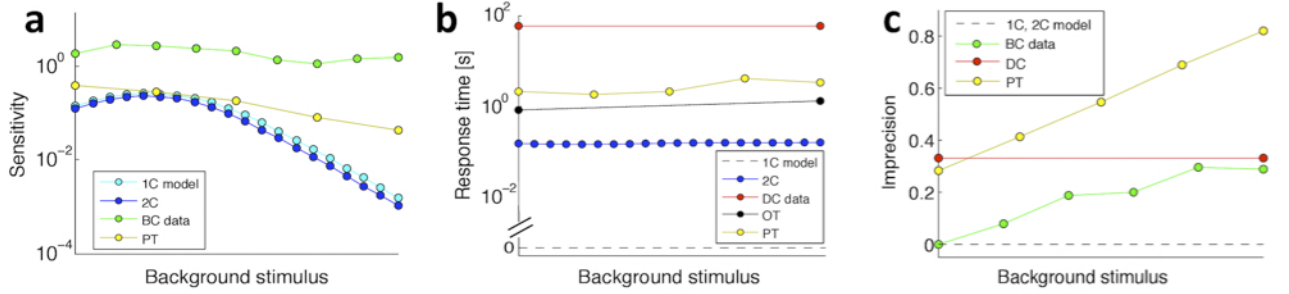 a
Sensitivity
10^0
10^-2
10^-4
1C model
2C
BC data
PT
Background stimulus
b
Response time [s]
10^2
10^0
10^-2
0
1C model
2C
DC data
OT
PT
Background stimulus
c
Imprecision
0.8
0.6
0.4
0.2
0
1C, 2C model
BC data
DC
PT
Background stimulus